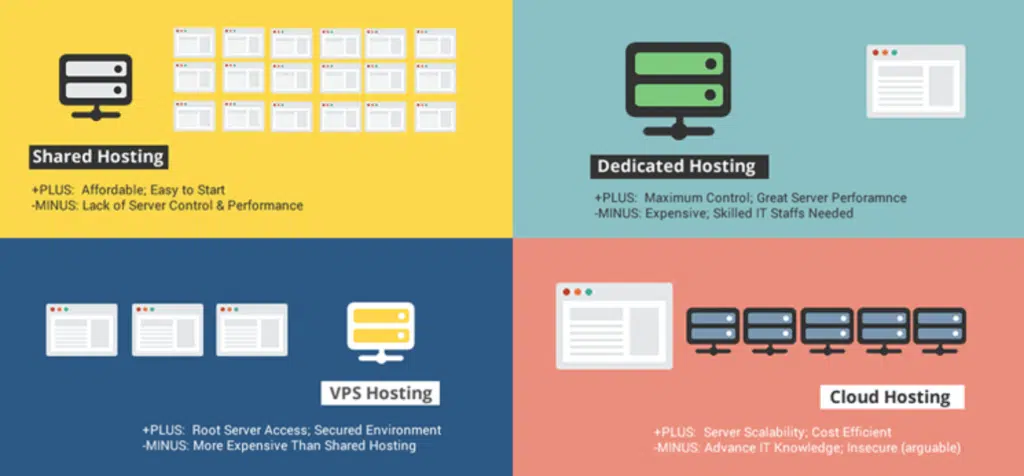 Shared Hosting
+PLUS: Affordable; Easy to Start
-MINUS: Lack of Server Control & Performance
Dedicated Hosting
+PLUS: Maximum Control; Great Server Perforamnce
-MINUS: Expensive; Skilled IT Staffs Needed
VPS Hosting
+PLUS: Root Server Access; Secured Environment
-MINUS: More Expensive Than Shared Hosting
Cloud Hosting
+PLUS: Server Scalability; Cost Efficient
-MINUS: Advance IT Knowledge; Insecure (arguable)